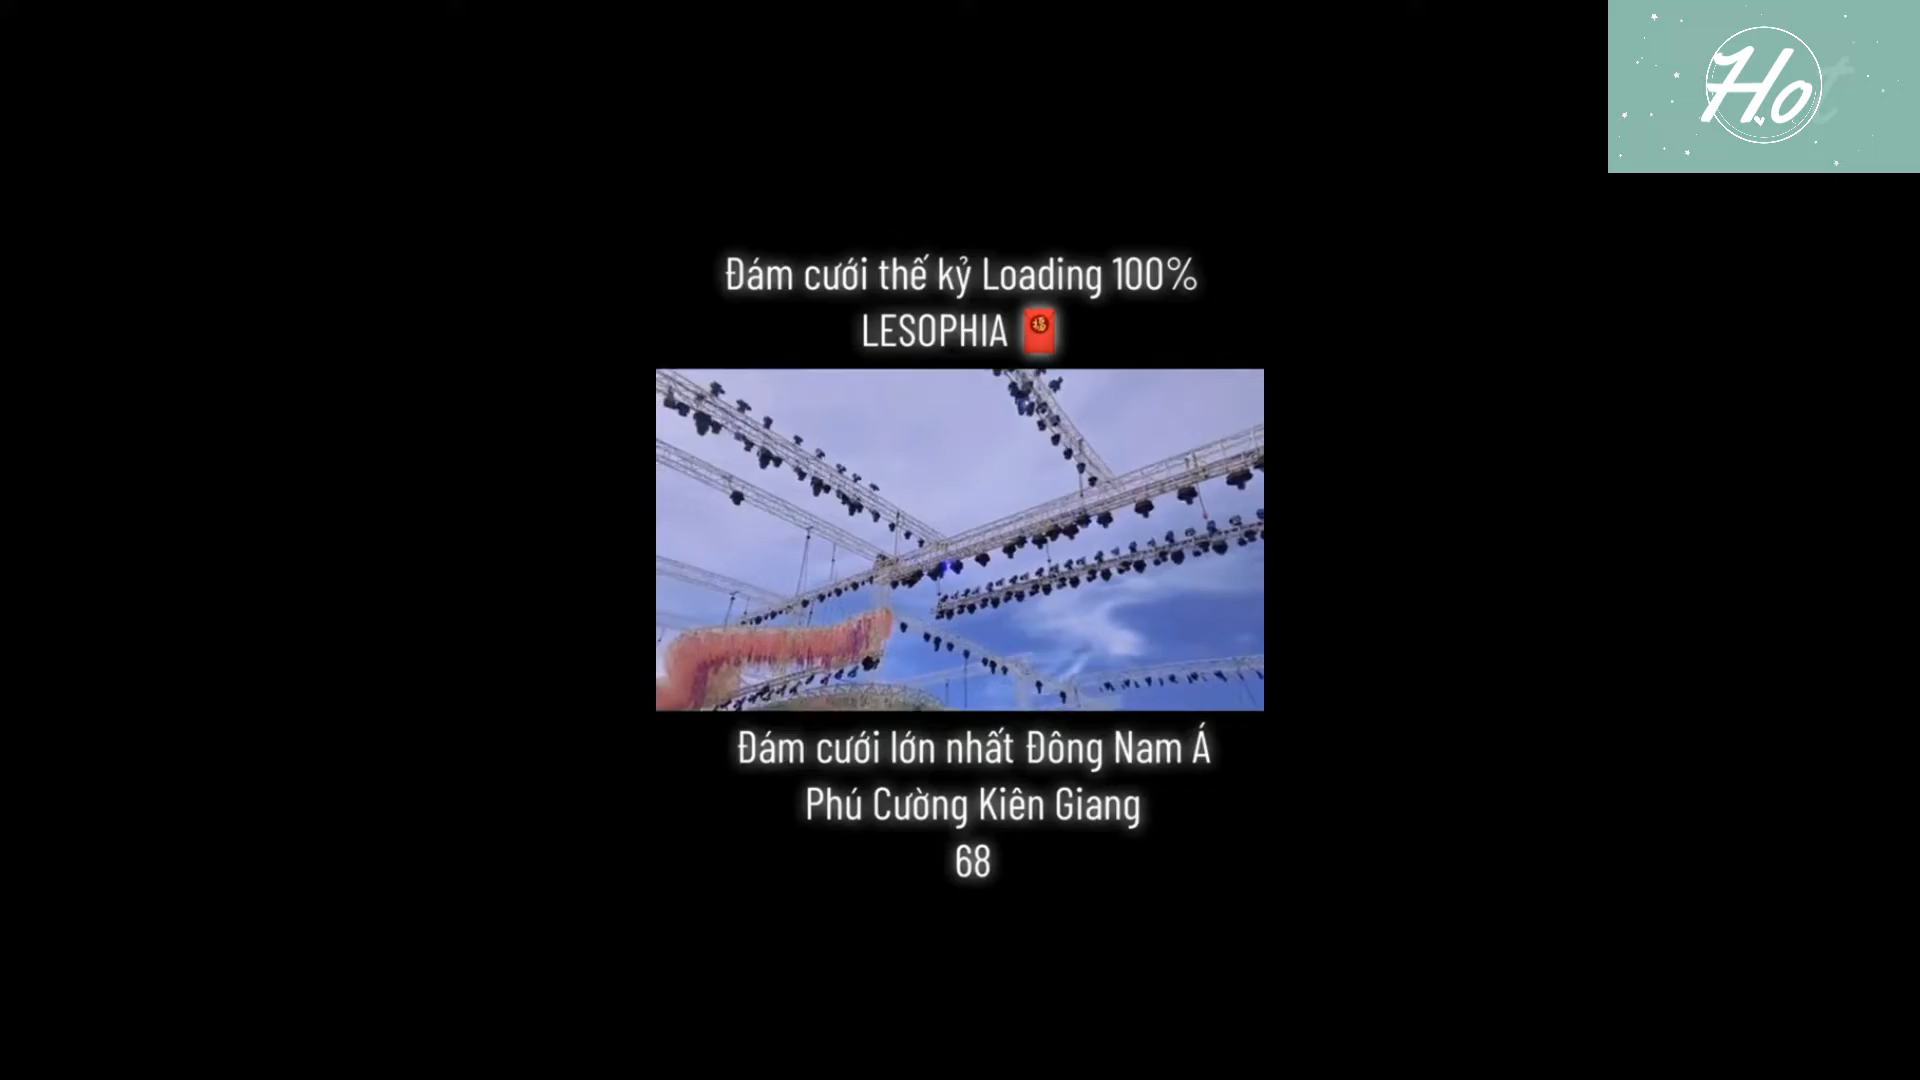 Ho
Đám cưới thế kỷ Loading 100%
LESOPHIA 🧧
Đám cưới lớn nhất Đông Nam Á
Phú Cường Kiên Giang
68